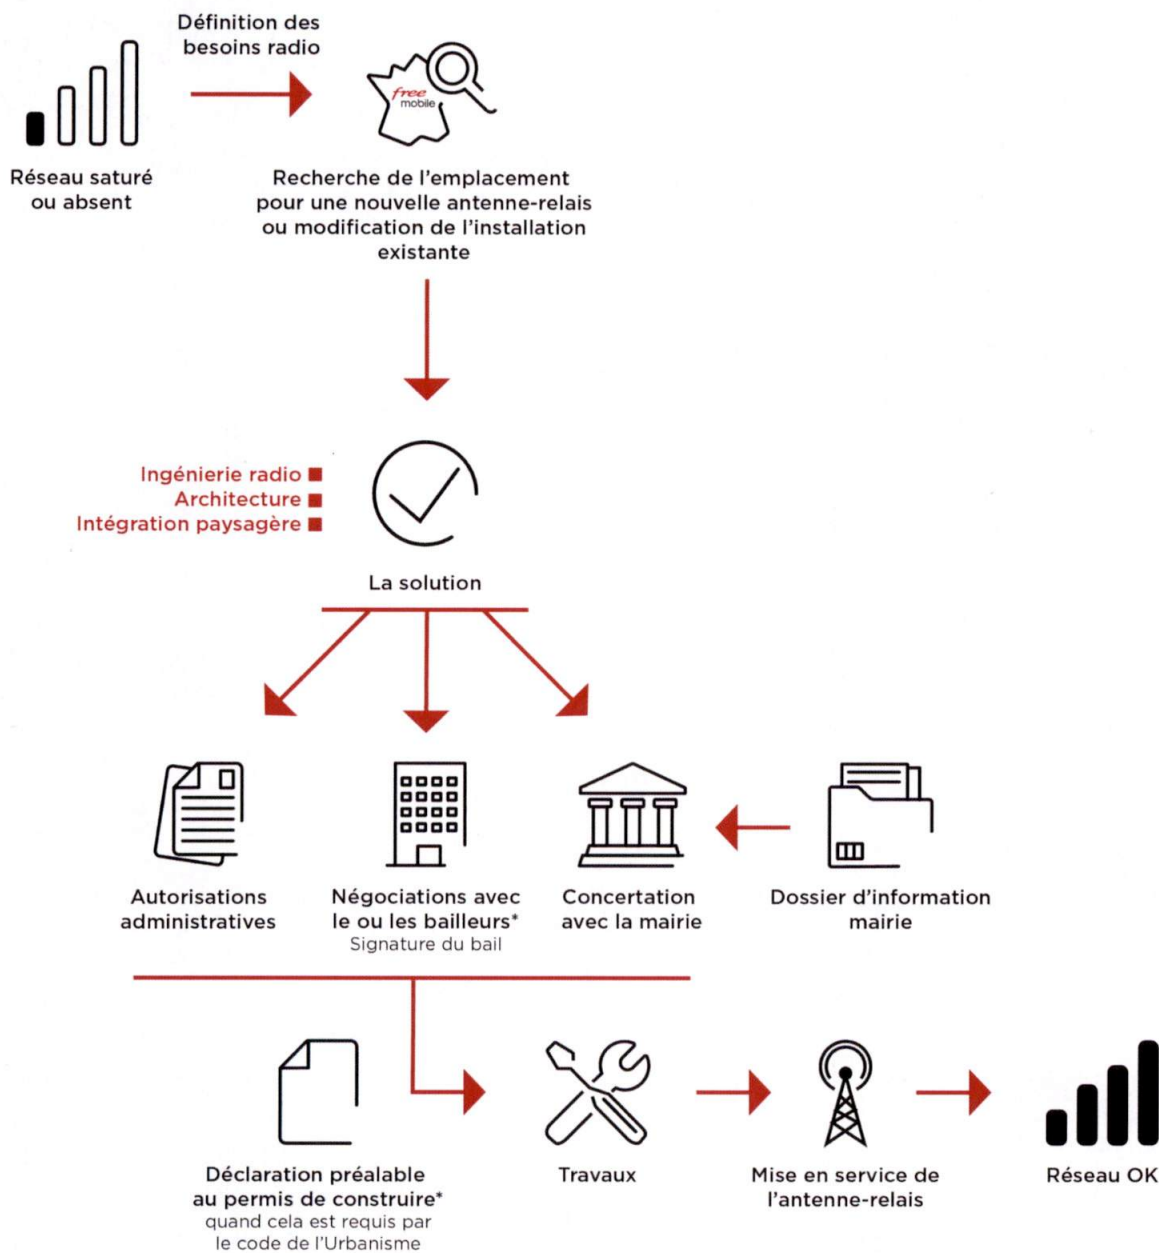 Définition des
besoins radio
free
mobile
Réseau saturé
ou absent
Recherche de l'emplacement
pour une nouvelle antenne-relais
ou modification de l'installation
existante
Ingénierie radio
Architecture
Intégration paysagère
La solution
Autorisations
administratives
Négociations avec
le ou les bailleurs*
Signature du bail
Concertation
avec la mairie
Dossier d'information
mairie
Déclaration préalable
au permis de construire*
quand cela est requis par
le code de l'Urbanisme
Travaux
Mise en service de
l'antenne-relais
Réseau OK